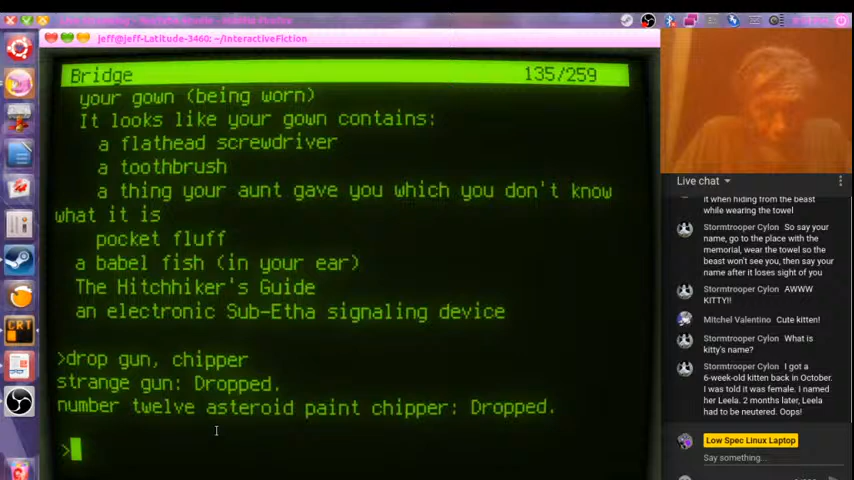 jeff@jeff-Latitude-3460: ~/InteractiveFiction
Bridge 135/259
your gown (being worn)
It looks like your gown contains:
a flathead screwdriver
a toothbrush
a thing your aunt gave you which you don't know
what it is
pocket fluff
a babel fish (in your ear)
The Hitchhiker's Guide
an electronic Sub-Etha signaling device
>drop gun, chipper
strange gun: Dropped.
number twelve asteroid paint chipper: Dropped.
>
CRT
Live chat
it when hiding from the beast
while wearing the towel
Stormtrooper Cylon So say your
name, go to the place with the
memorial, wear the towel so the
beast won't see you, then say your
name after it loses sight of you
Stormtrooper Cylon AWWW
KITTY!!
Mitchel Valentino Cute kitten!
Stormtrooper Cylon What is
kitty's name?
Stormtrooper Cylon I got a
6-week-old kitten back in October.
I was told it was female. I named
her Leela. 2 months later, Leela
had to be neutered. Oops!
Low Spec Linux Laptop
Say something...